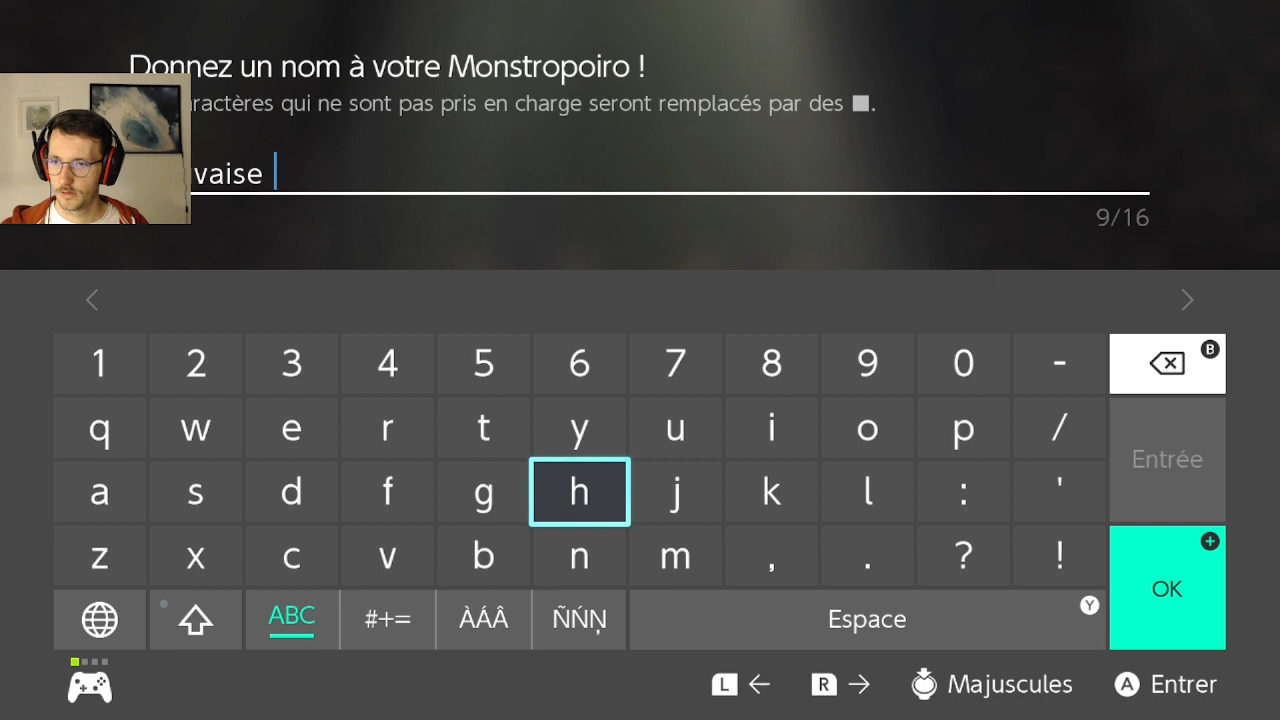 Donnez un nom à votre Monstropoiro !
ractères qui ne sont pas pris en charge seront remplacés par des ■.
vaise
9/16
1 2 3 4 5 6 7 8 9 0 - B
q w e r t y u i o p / Entrée
a s d f g h j k l : '
z x c v b n m , . ? ! + OK
ABC #+= ÀÁÂ ÑŃŅ Espace Y
L ← R → Majuscules A Entrer